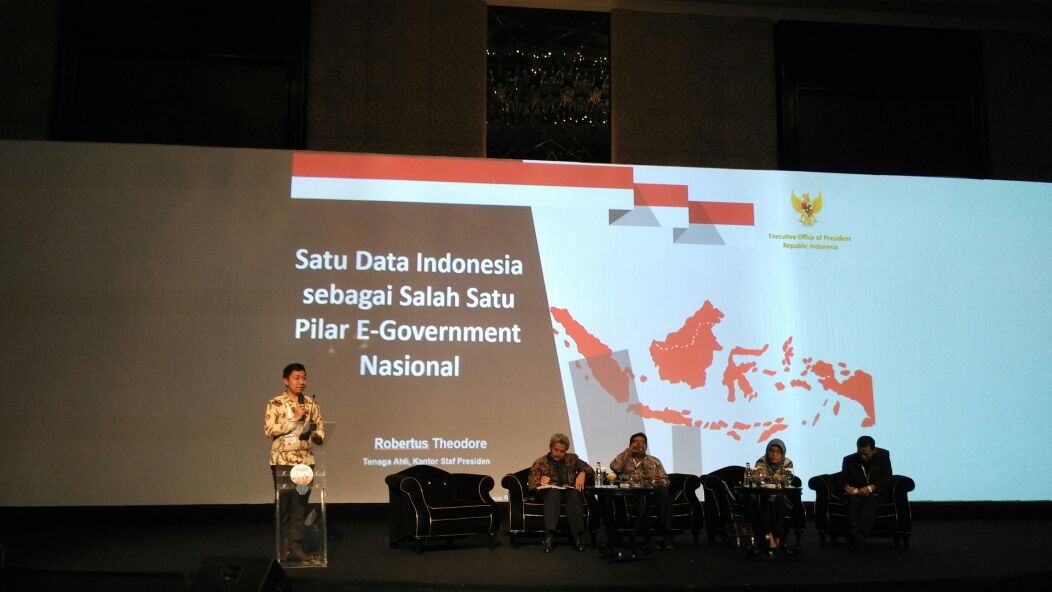 Executive Office of President
Republic Indonesia
Satu Data Indonesia
sebagai Salah Satu
Pilar E-Government
Nasional
Robertus Theodore
Tenaga Ahli, Kantor Staf Presiden